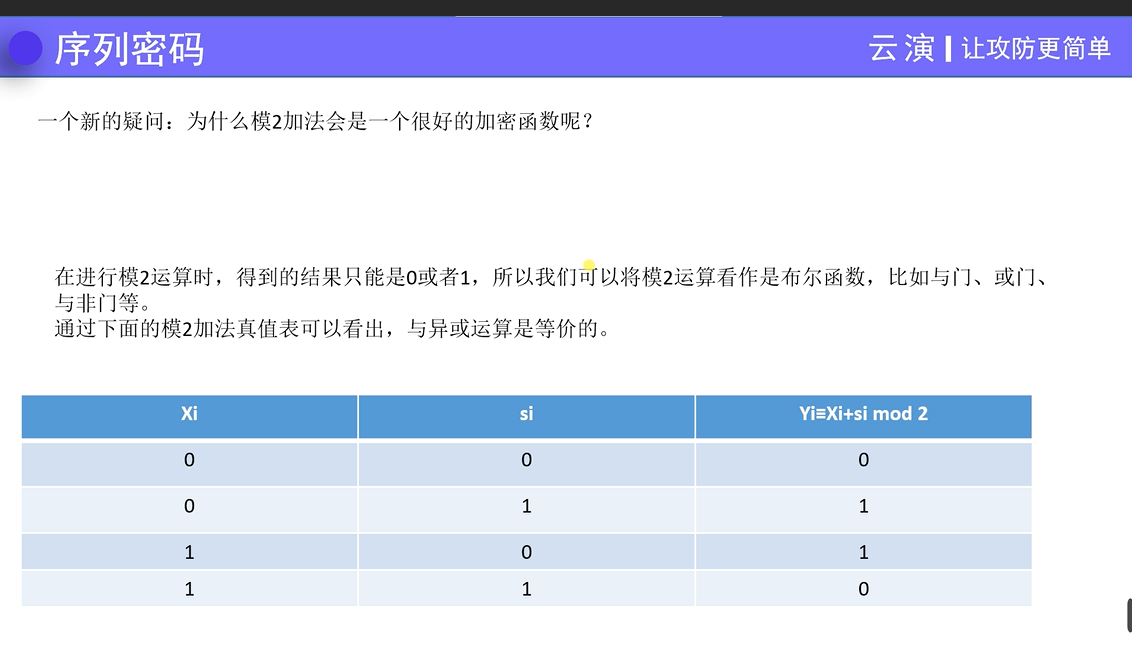 序列密码
云演 让攻防更简单
一个新的疑问：为什么模2加法会是一个很好的加密函数呢？
在进行模2运算时，得到的结果只能是0或者1，所以我们可以将模2运算看作是布尔函数，比如与门、或门、
与非门等。
通过下面的模2加法真值表可以看出，与异或运算是等价的。
Xi si Yi≡Xi+si mod 2
0 0 0
0 1 1
1 0 1
1 1 0